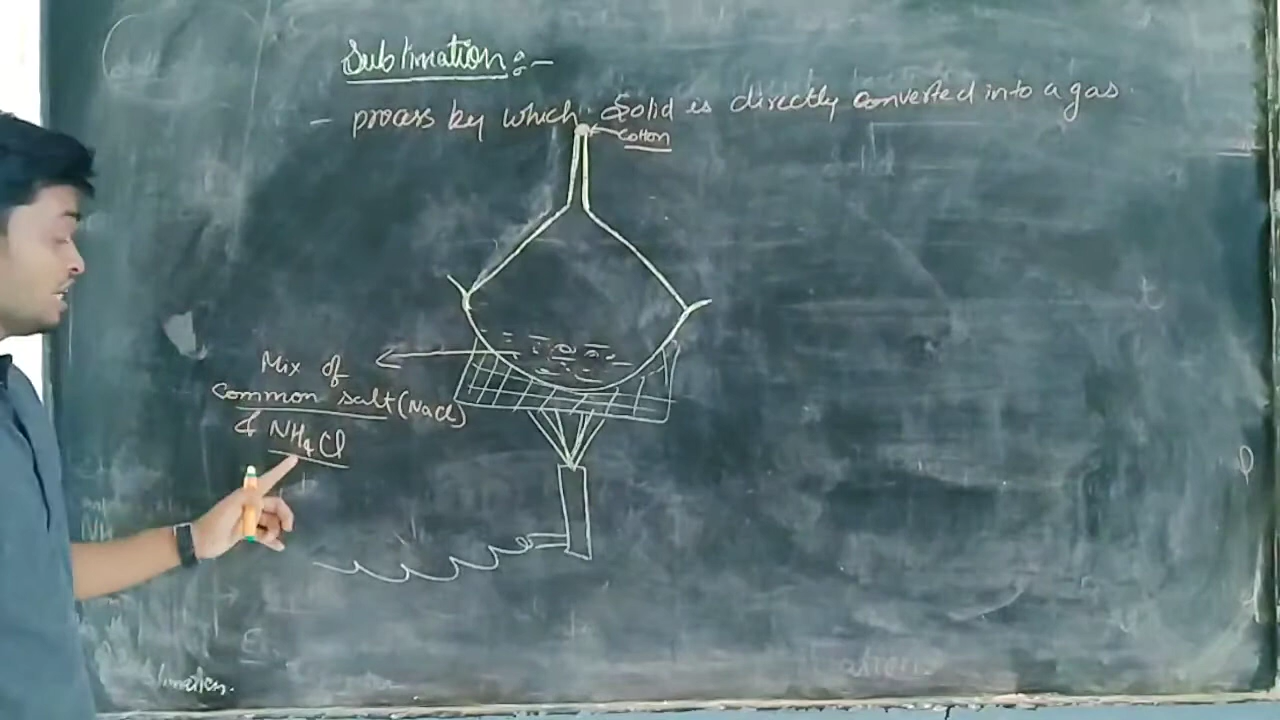 Sublimation :-
- process by which Solid is directly converted into a gas.
Cotton
Mix of
common salt (NaCl)
& NH4Cl